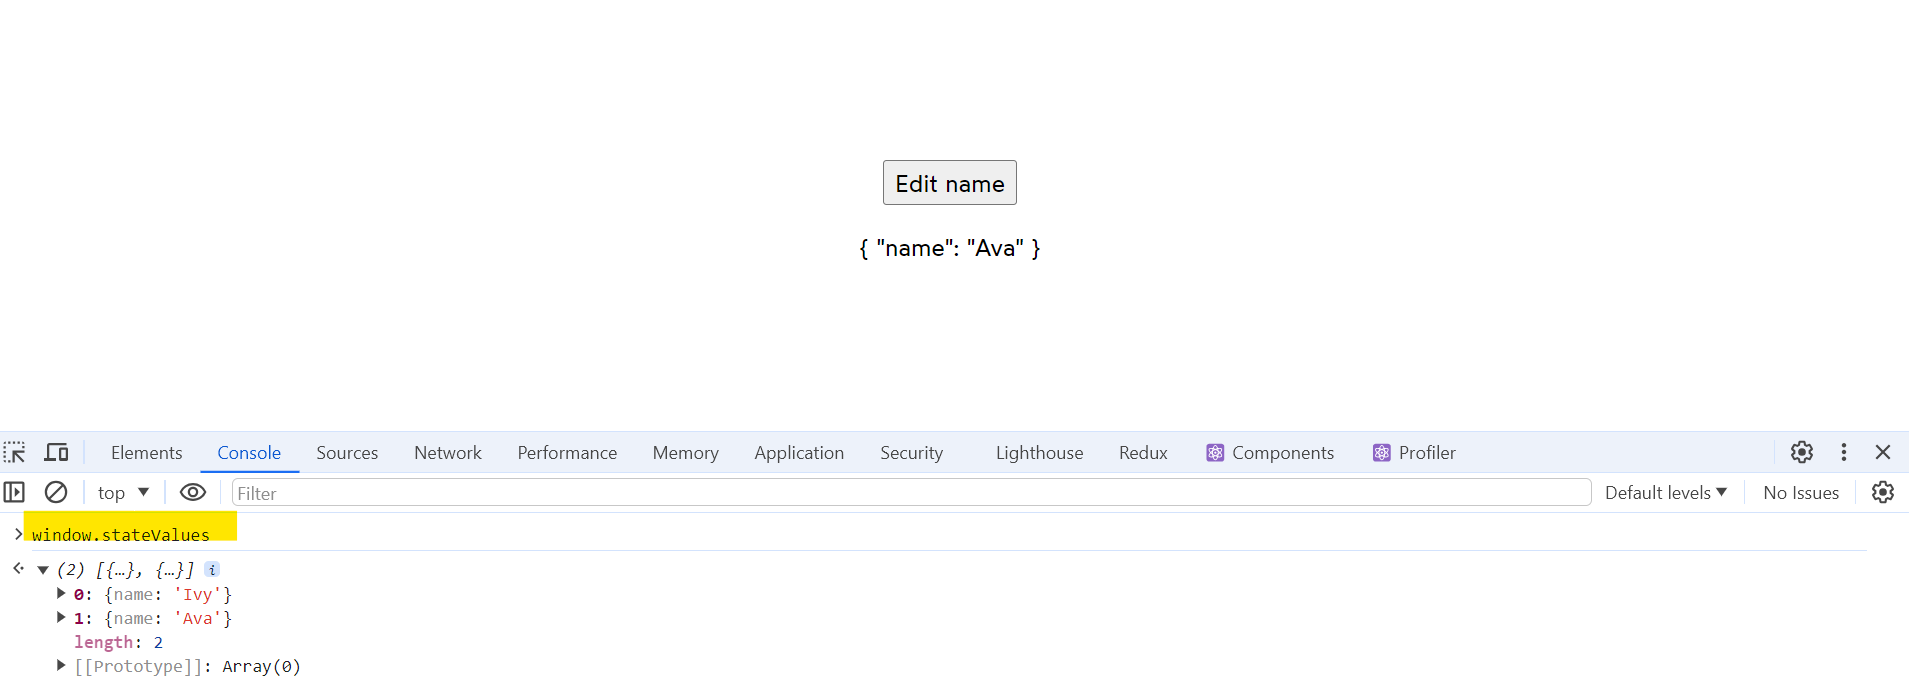 Edit name
{ "name": "Ava" }
Elements Console Sources Network Performance Memory Application Security Lighthouse Redux Components Profiler
top Filter Default levels No Issues
window.stateValues
(2) [{…}, {…}] i
0: {name: 'Ivy'}
1: {name: 'Ava'}
length: 2
[[Prototype]]: Array(0)